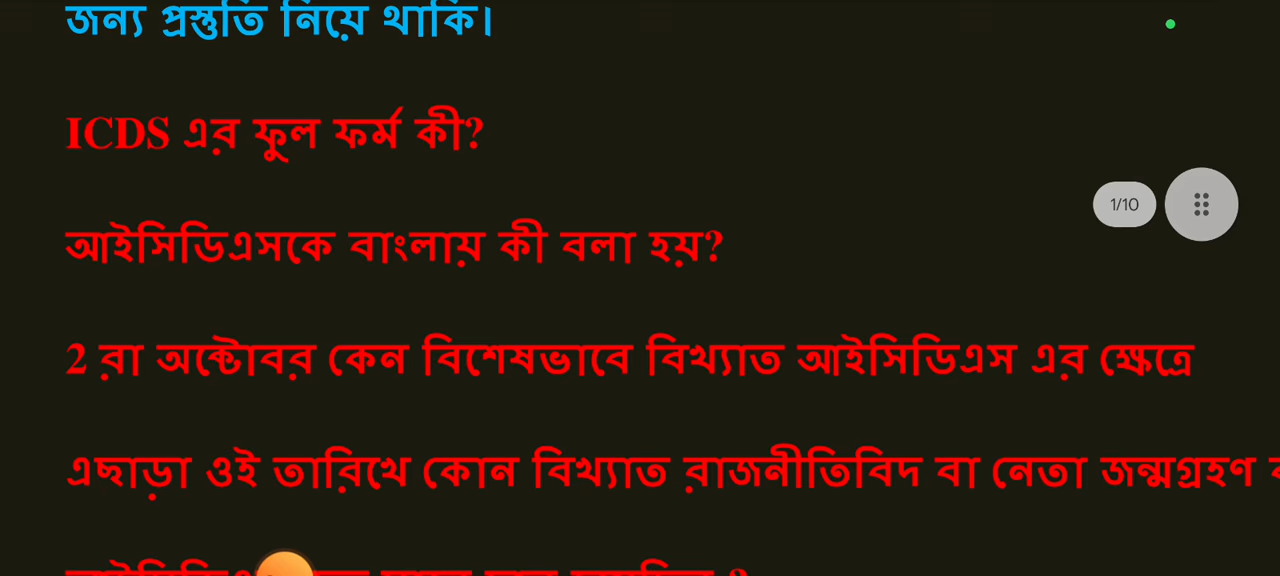 জন্য প্রস্তুতি নিয়ে থাকি।
ICDS এর ফুল ফর্ম কী?
1/10
আইসিডিএসকে বাংলায় কী বলা হয়?
2 রা অক্টোবর কেন বিশেষভাবে বিখ্যাত আইসিডিএস এর ক্ষেত্রে
এছাড়া ওই তারিখে কোন বিখ্যাত রাজনীতিবিদ বা নেতা জন্মগ্রহণ